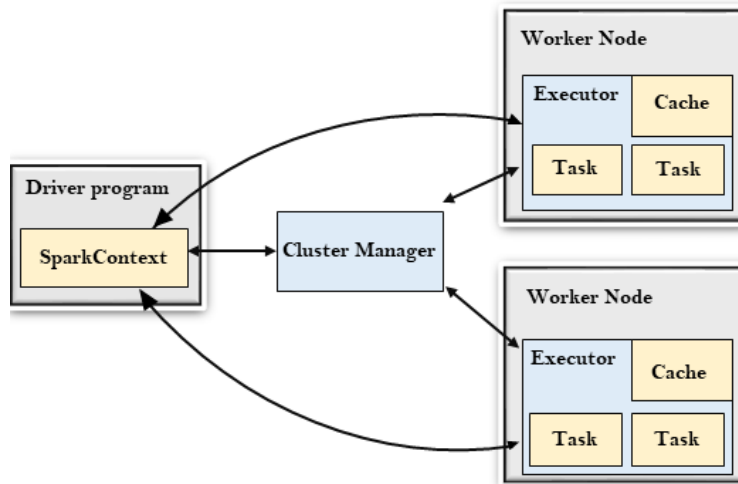 Worker Node
Executor
Cache
Task
Task
Driver program
SparkContext
Cluster Manager
Worker Node
Executor
Cache
Task
Task